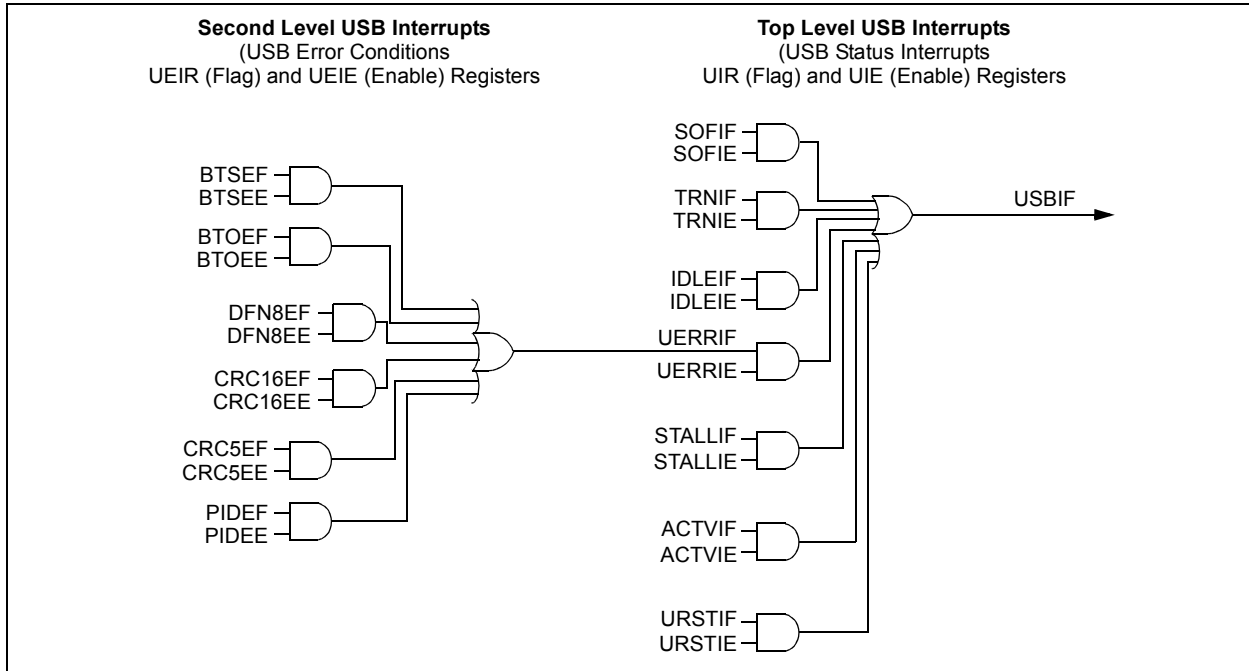 Second Level USB Interrupts
(USB Error Conditions
UEIR (Flag) and UEIE (Enable) Registers
Top Level USB Interrupts
(USB Status Interrupts
UIR (Flag) and UIE (Enable) Registers
BTSEF
BTSEE
BTOEF
BTOEE
DFN8EF
DFN8EE
CRC16EF
CRC16EE
CRC5EF
CRC5EE
PIDEF
PIDEE
SOFIF
SOFIE
TRNIF
TRNIE
IDLEIF
IDLEIE
UERRIF
UERRIE
STALLIF
STALLIE
ACTVIF
ACTVIE
URSTIF
URSTIE
USBIF